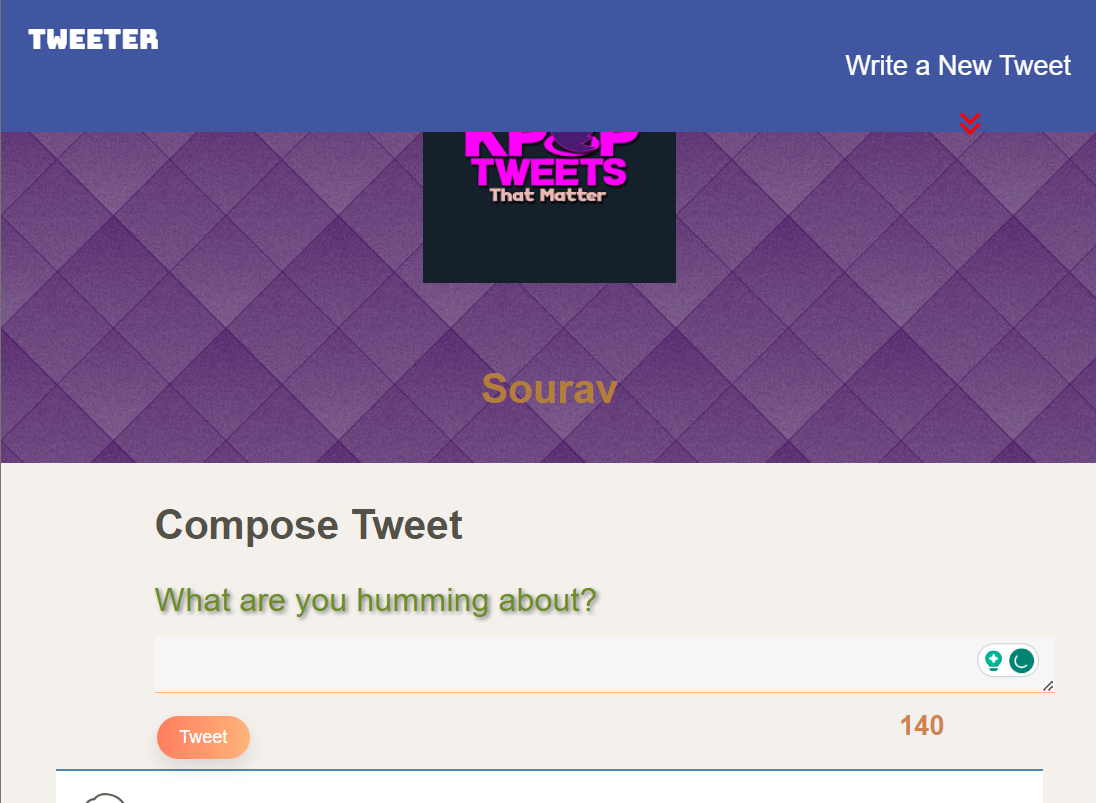 TWEETER
Write a New Tweet
KPOP
TWEETS
That Matter
Sourav
Compose Tweet
What are you humming about?
Tweet
140